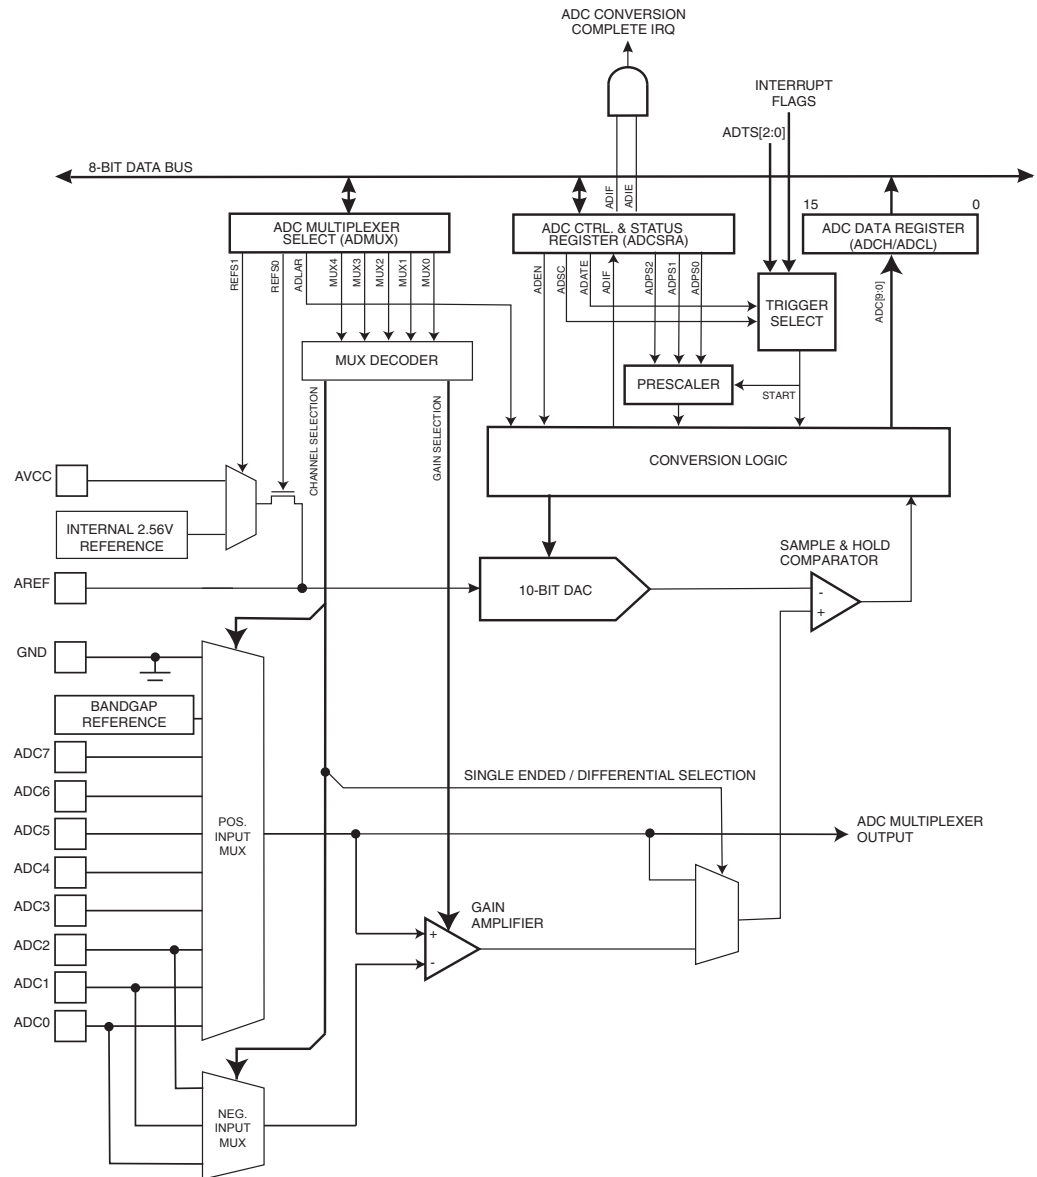 ADC CONVERSION
COMPLETE IRQ
INTERRUPT
FLAGS
ADTS[2:0]
8-BIT DATA BUS
ADIF
ADIE
15
0
ADC MULTIPLEXER
SELECT (ADMUX)
ADC CTRL. & STATUS
REGISTER (ADCSRA)
ADC DATA REGISTER
(ADCH/ADCL)
REFS1
REFS0
ADLAR
MUX4
MUX3
MUX2
MUX1
MUX0
ADEN
ADSC
ADATE
ADIF
ADPS2
ADPS1
ADPS0
ADC[9:0]
TRIGGER
SELECT
MUX DECODER
PRESCALER
START
CHANNEL SELECTION
GAIN SELECTION
CONVERSION LOGIC
AVCC
INTERNAL 2.56V
REFERENCE
SAMPLE & HOLD
COMPARATOR
AREF
10-BIT DAC
-
+
GND
BANDGAP
REFERENCE
ADC7
SINGLE ENDED / DIFFERENTIAL SELECTION
ADC6
ADC5
POS.
INPUT
MUX
ADC MULTIPLEXER
OUTPUT
ADC4
ADC3
GAIN
AMPLIFIER
+
-
ADC2
ADC1
ADC0
NEG.
INPUT
MUX